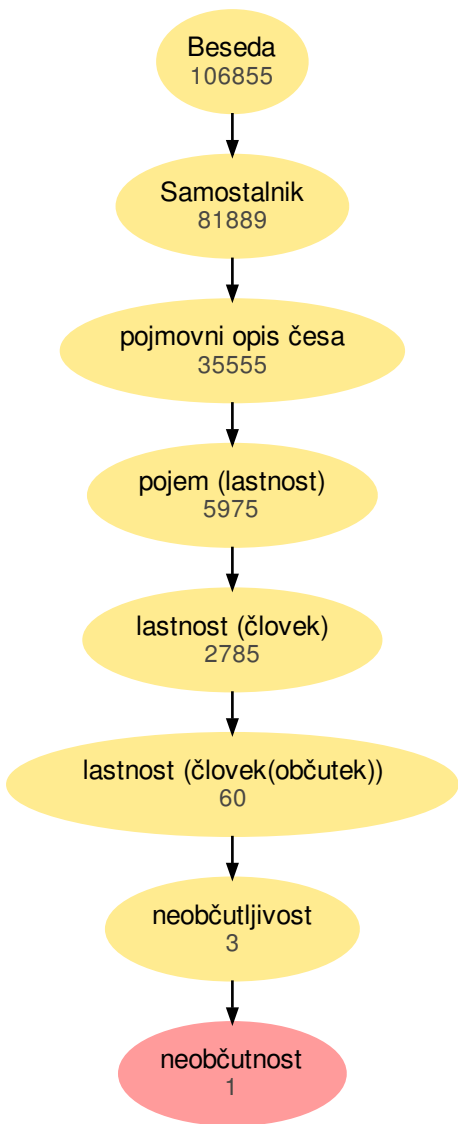 Beseda
106855
Samostalnik
81889
pojmovni opis česa
35555
pojem (lastnost)
5975
lastnost (človek)
2785
lastnost (človek(občutek))
60
neobčutljivost
3
neobčutnost
1